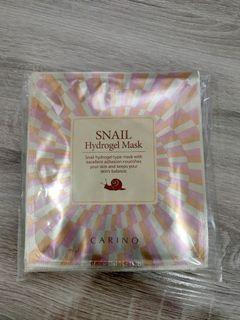 SNAIL
Hydrogel Mask
Snail hydrogel type mask with
excellent adhesion nourishes
your skin and keeps your
skin's balance.
CARINO